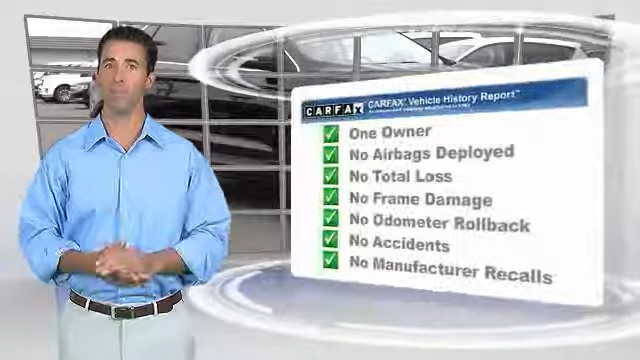 CARFAX CARFAX Vehicle History Report™
One Owner
No Airbags Deployed
No Total Loss
No Frame Damage
No Odometer Rollback
No Accidents
No Manufacturer Recalls